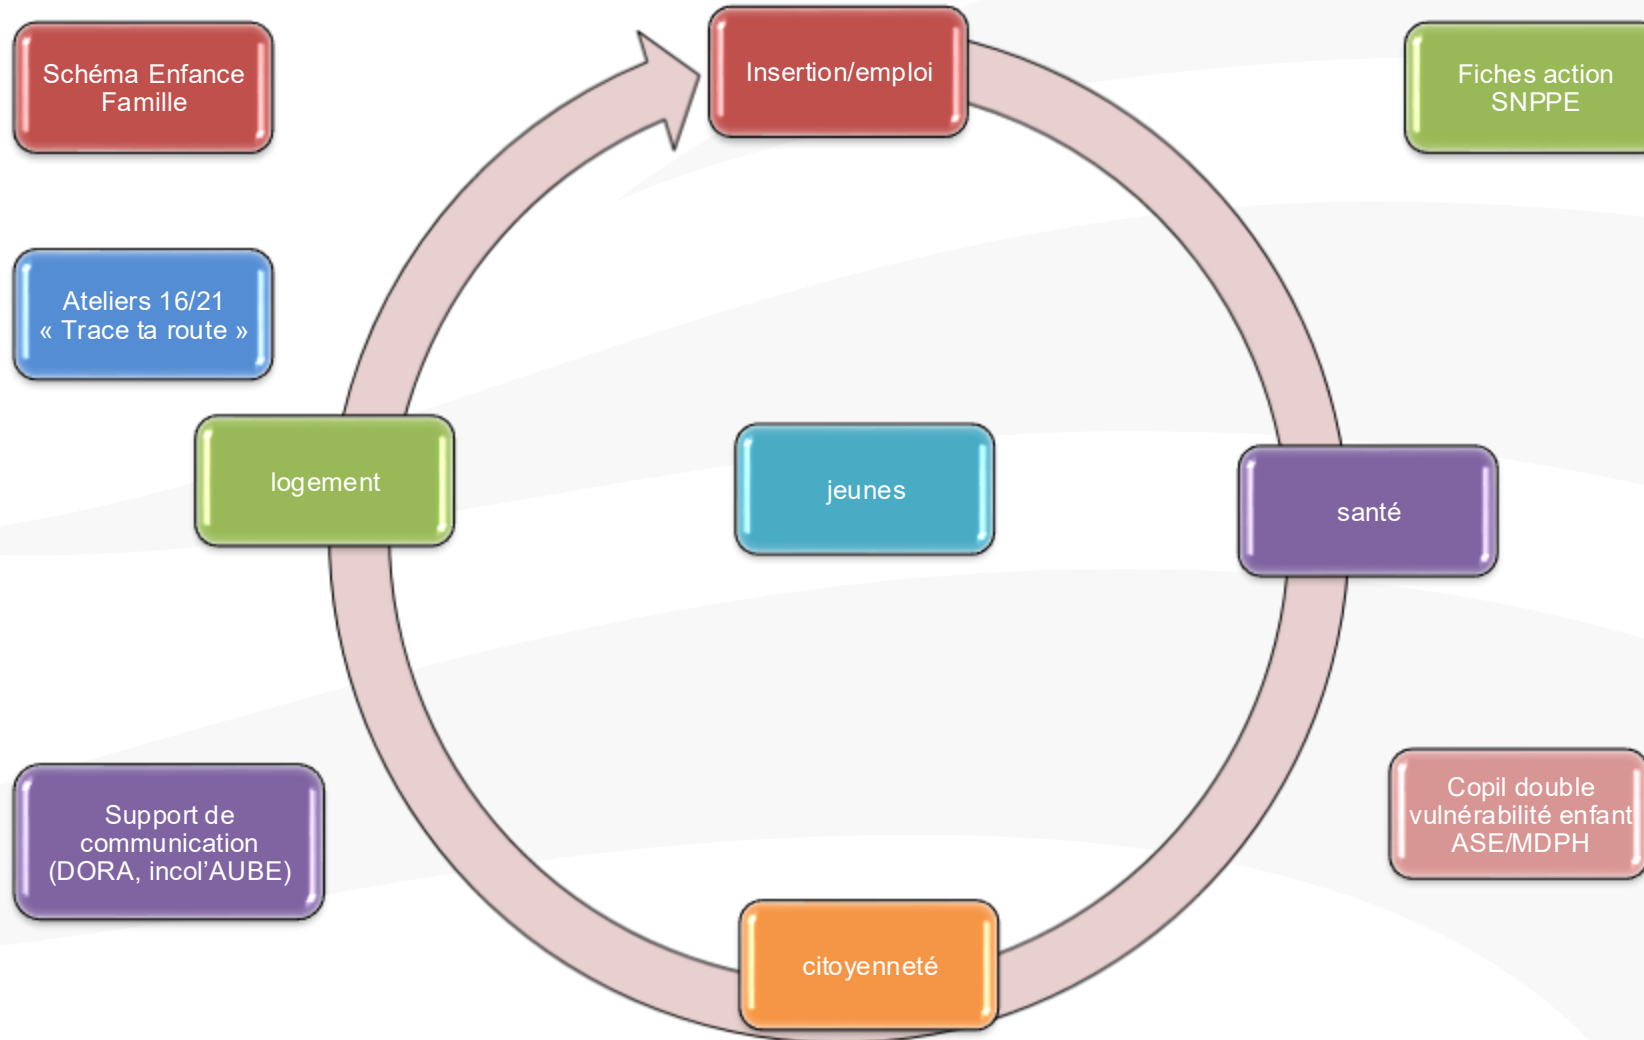 Schéma Enfance
Famille
Insertion/emploi
Fiches action
SNPPE
Ateliers 16/21
« Trace ta route »
logement
jeunes
santé
Support de
communication
(DORA, incol’AUBE)
Copil double
vulnérabilité enfant
ASE/MDPH
citoyenneté